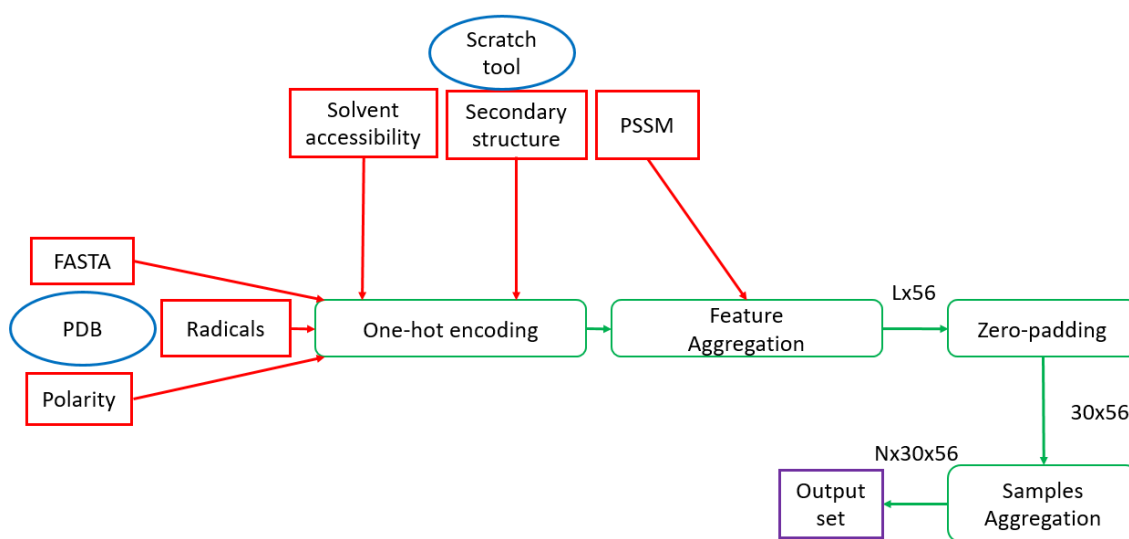 Scratch
tool
Solvent
accessibility
Secondary
structure
PSSM
FASTA
PDB
Radicals
Polarity
One-hot encoding
Feature
Aggregation
Lx56
Zero-padding
30x56
Nx30x56
Output
set
Samples
Aggregation